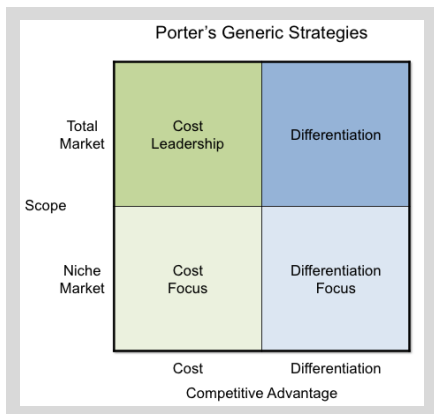 Porter's Generic Strategies
Total
Market
Cost
Leadership
Differentiation
Scope
Niche
Market
Cost
Focus
Differentiation
Focus
Cost
Differentiation
Competitive Advantage